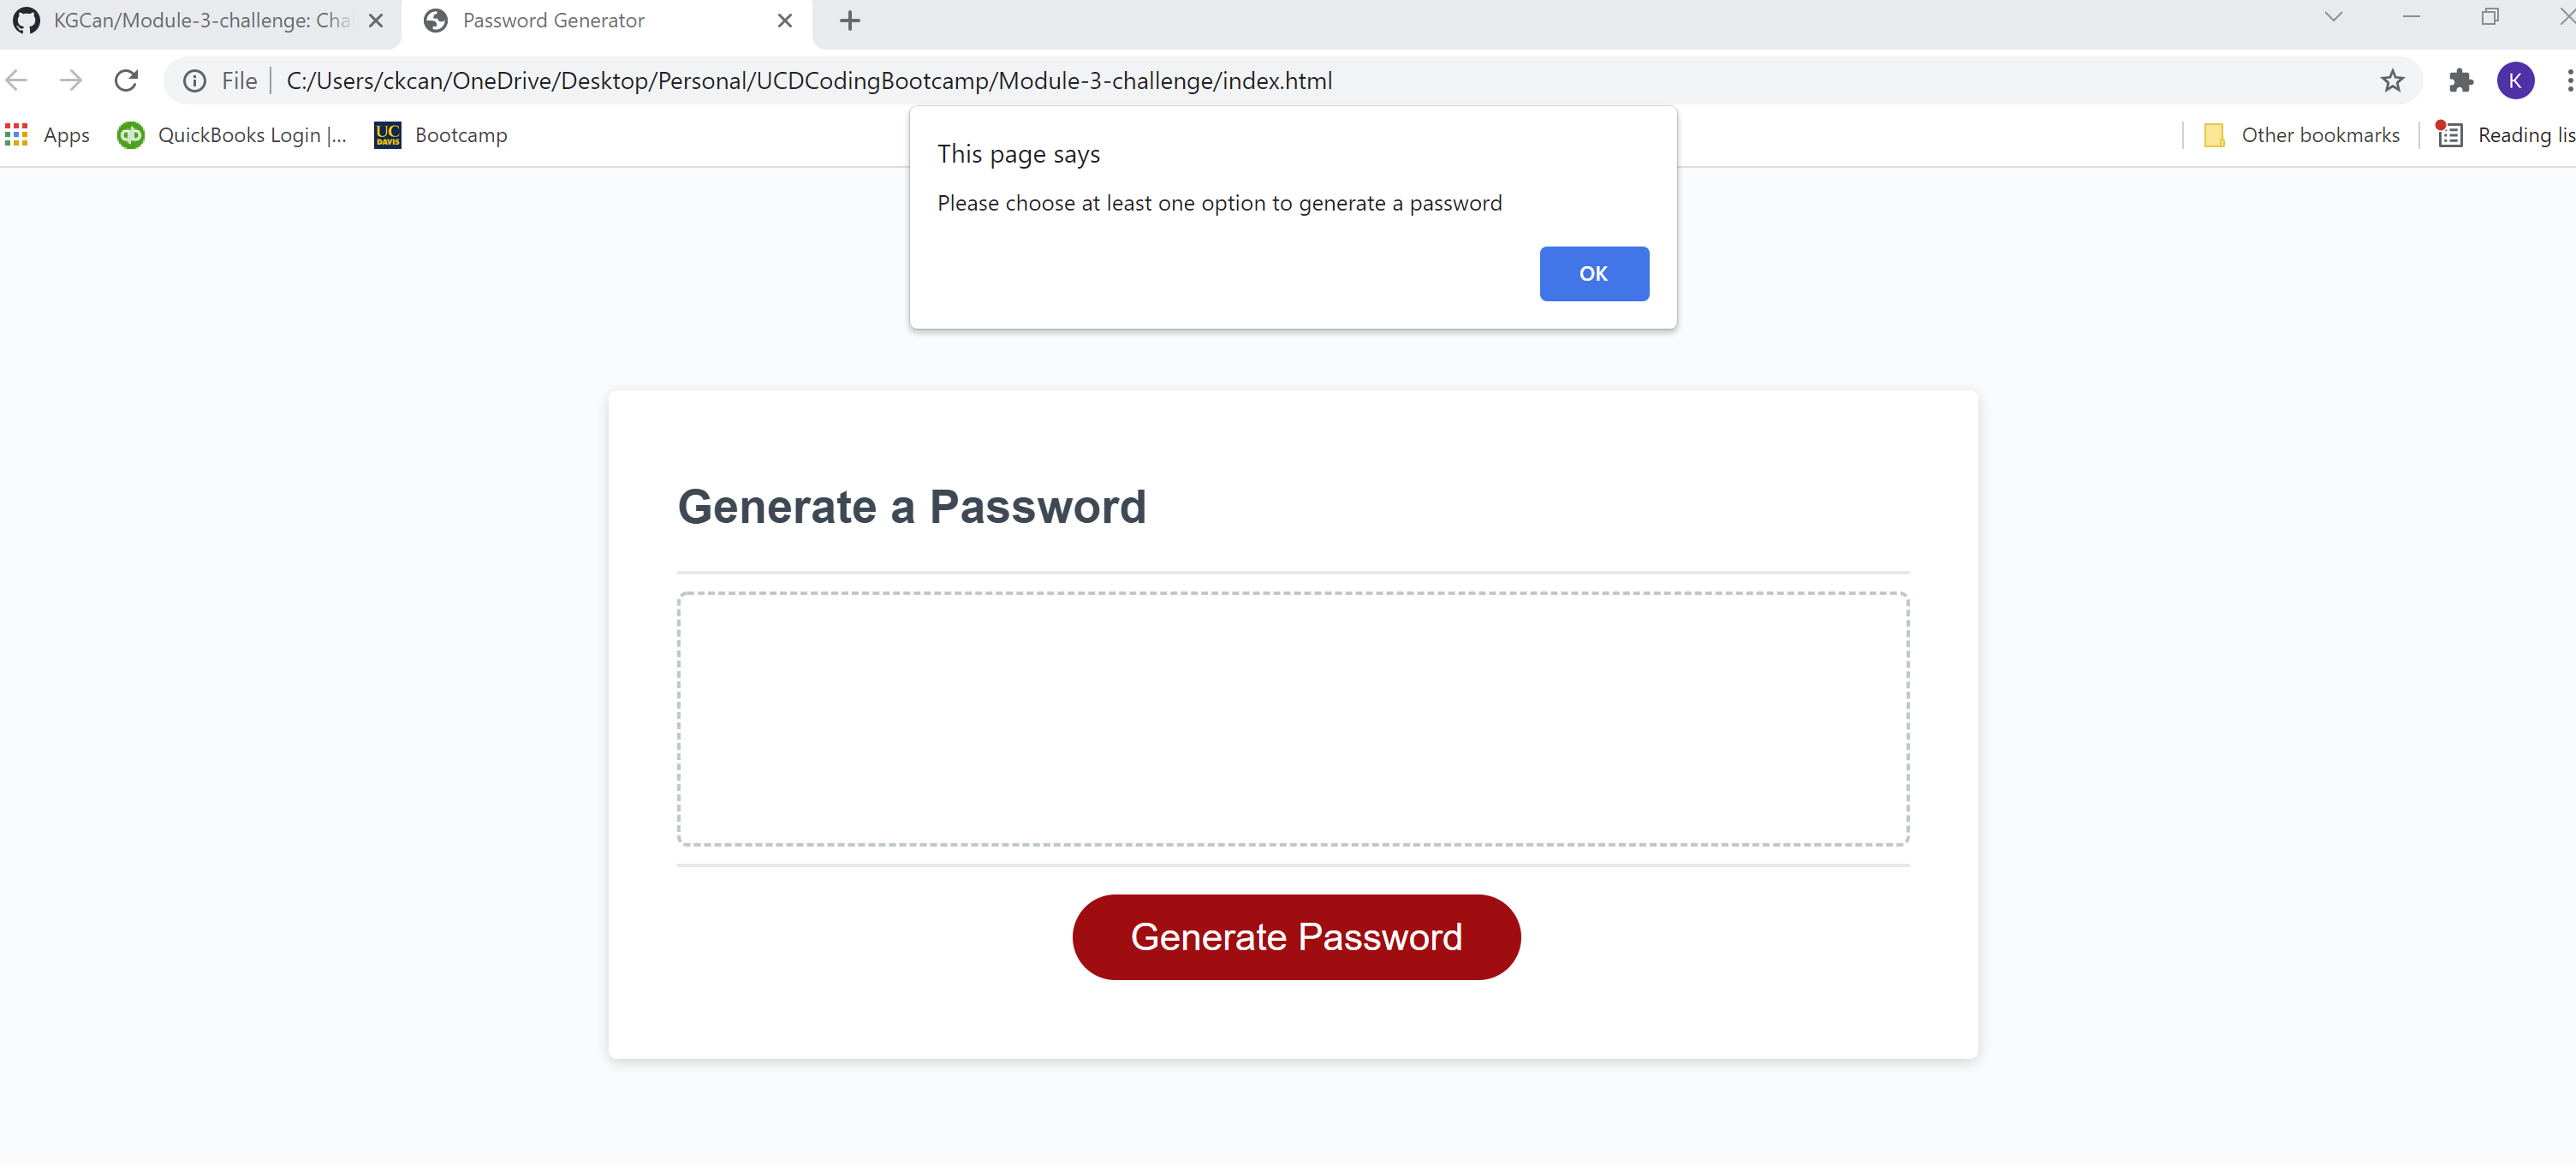 KGCan/Module-3-challenge: Cha
Password Generator
File
C:/Users/ckcan/OneDrive/Desktop/Personal/UCDCodingBootcamp/Module-3-challenge/index.html
K
Apps
qb
QuickBooks Login |...
UC
DAVIS
Bootcamp
Other bookmarks
Reading lis
This page says
Please choose at least one option to generate a password
OK
Generate a Password
Generate Password